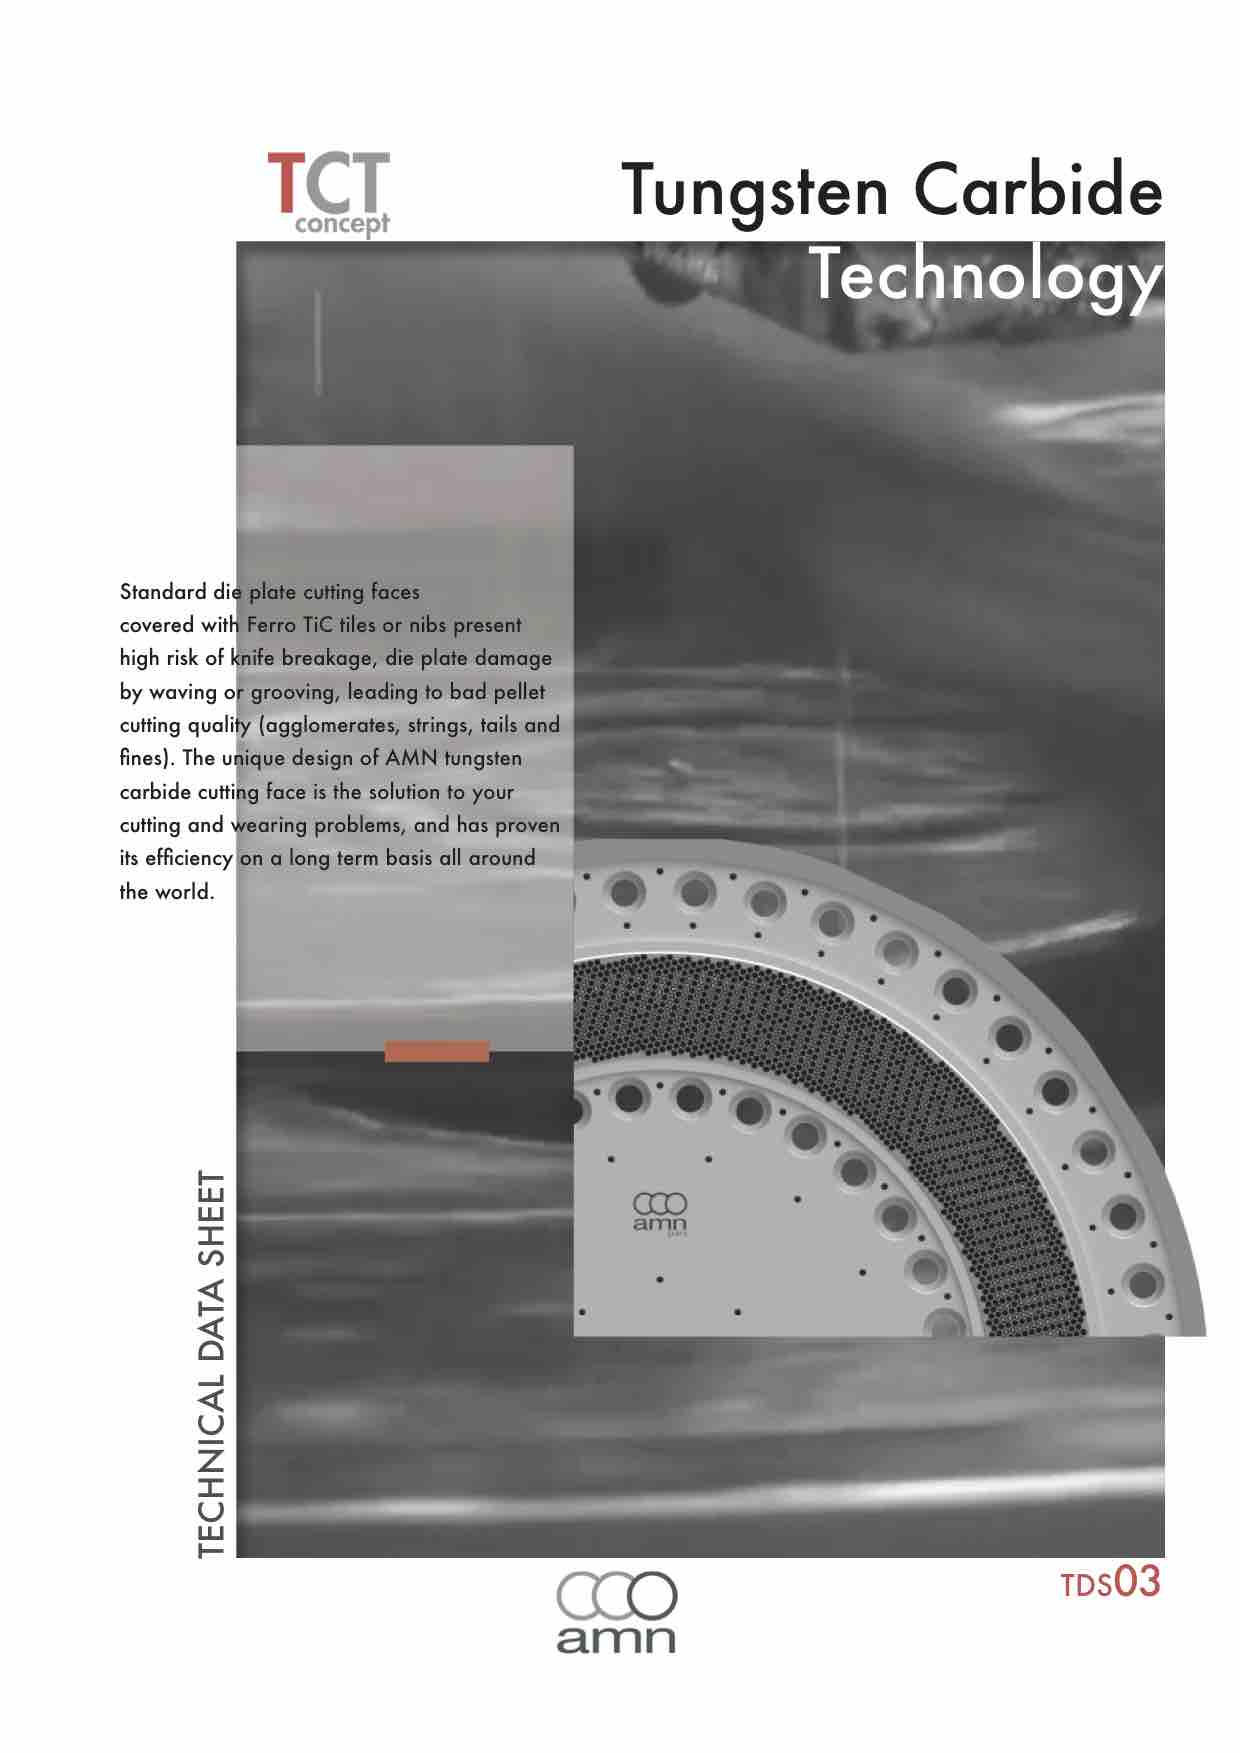 TCT
concept
Tungsten Carbide
Technology
Standard die plate cutting faces
covered with Ferro TiC tiles or nibs present
high risk of knife breakage, die plate damage
by waving or grooving, leading to bad pellet
cutting quality (agglomerates, strings, tails and
fines). The unique design of AMN tungsten
carbide cutting face is the solution to your
cutting and wearing problems, and has proven
its efficiency on a long term basis all around
the world.
amn
TECHNICAL DATA SHEET
TDS03
amn